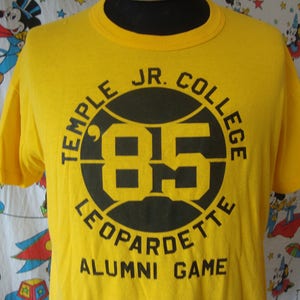 TEMPLE JR. COLLEGE
'85
LEOPARDETTE
ALUMNI GAME